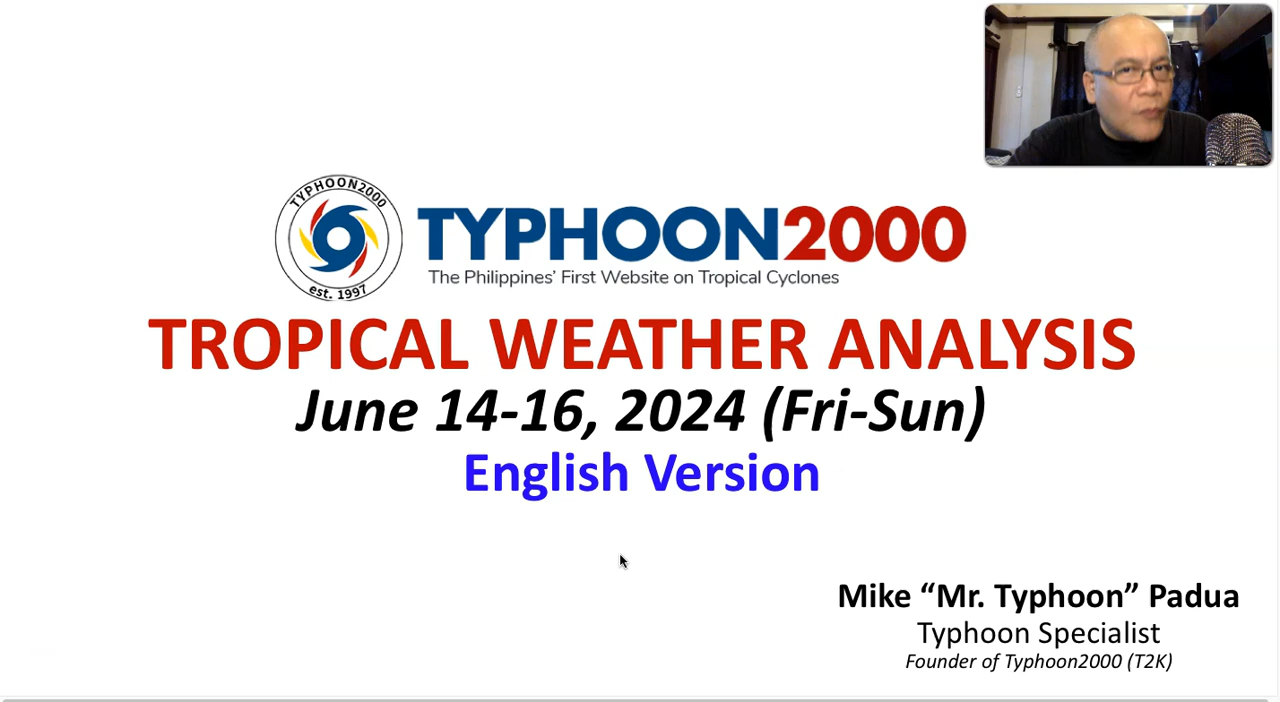 TYPHOON2000
est. 1997
TYPHOON2000
The Philippines’ First Website on Tropical Cyclones
TROPICAL WEATHER ANALYSIS
June 14-16, 2024 (Fri-Sun)
English Version
Mike “Mr. Typhoon” Padua
Typhoon Specialist
Founder of Typhoon2000 (T2K)